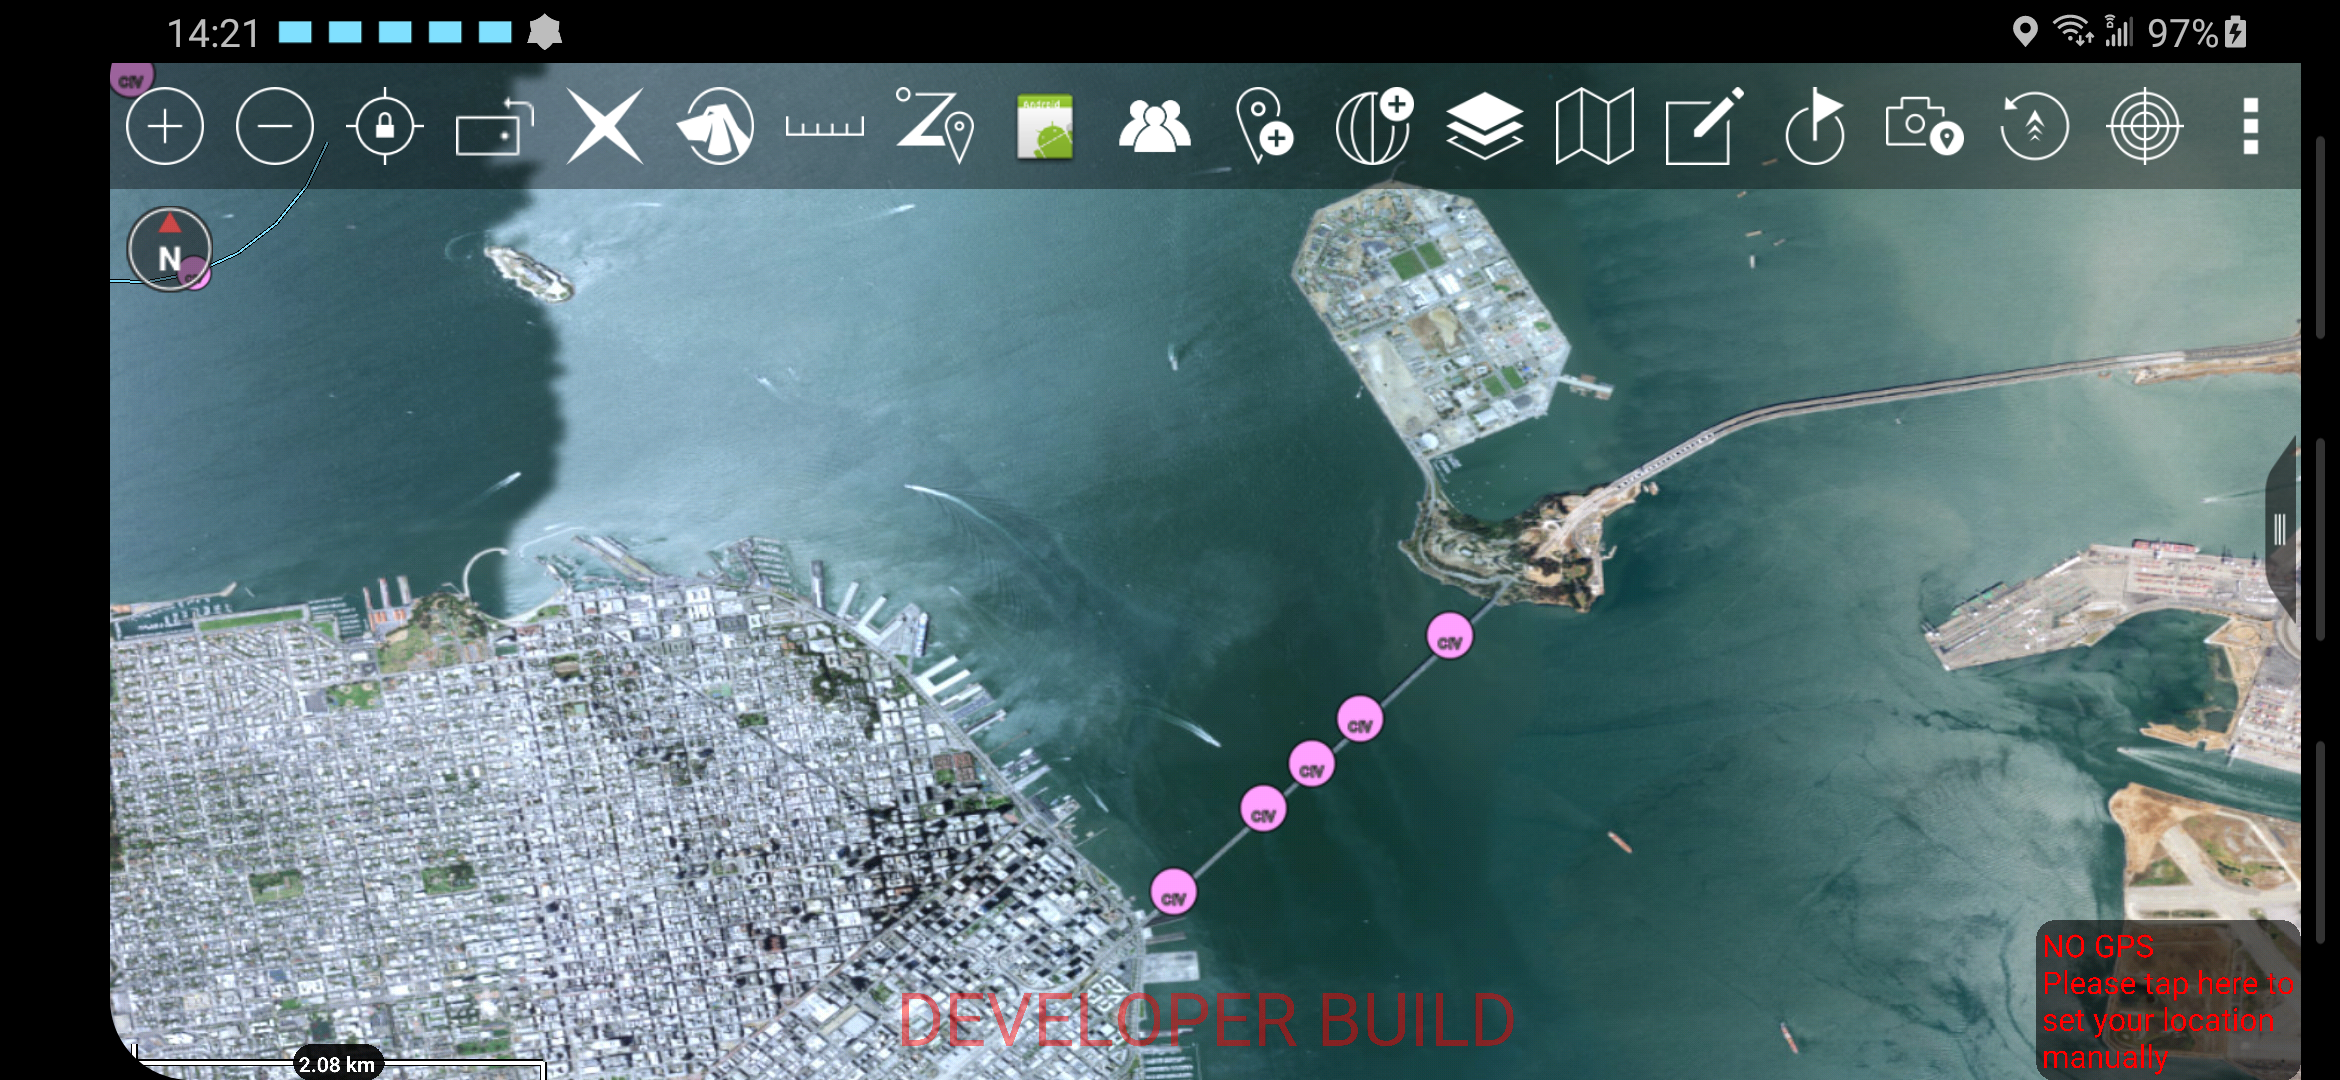 14:21
97%
CIV
Android
N
CIV
CIV
CIV
CIV
CIV
DEVELOPER BUILD
NO GPS
Please tap here to
set your location
manually
2.08 km